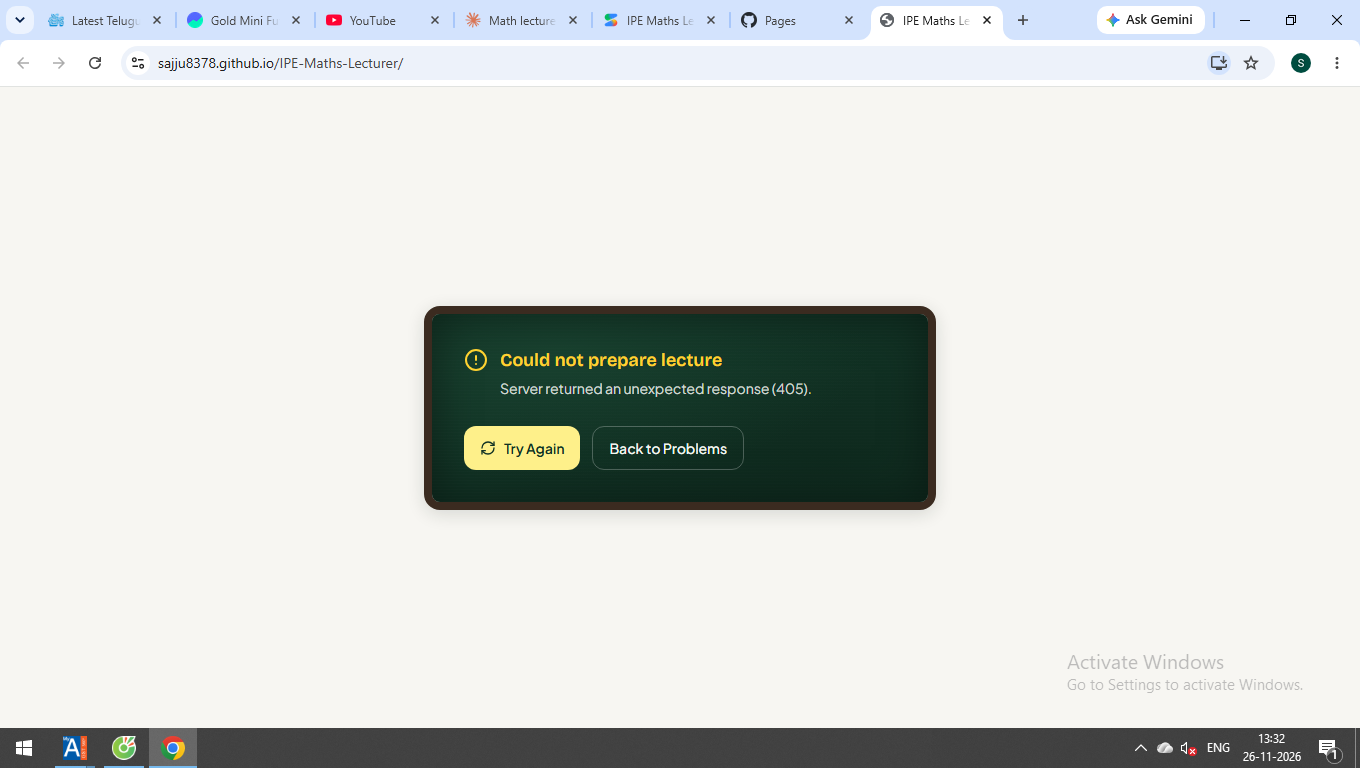 Latest Telugu
Gold Mini Fu
YouTube
Math lecture
IPE Maths Le
Pages
IPE Maths Le
Ask Gemini
sajju8378.github.io/IPE-Maths-Lecturer/
S
Could not prepare lecture
Server returned an unexpected response (405).
Try Again
Back to Problems
Activate Windows
Go to Settings to activate Windows.
ENG
13:32
26-11-2026
1